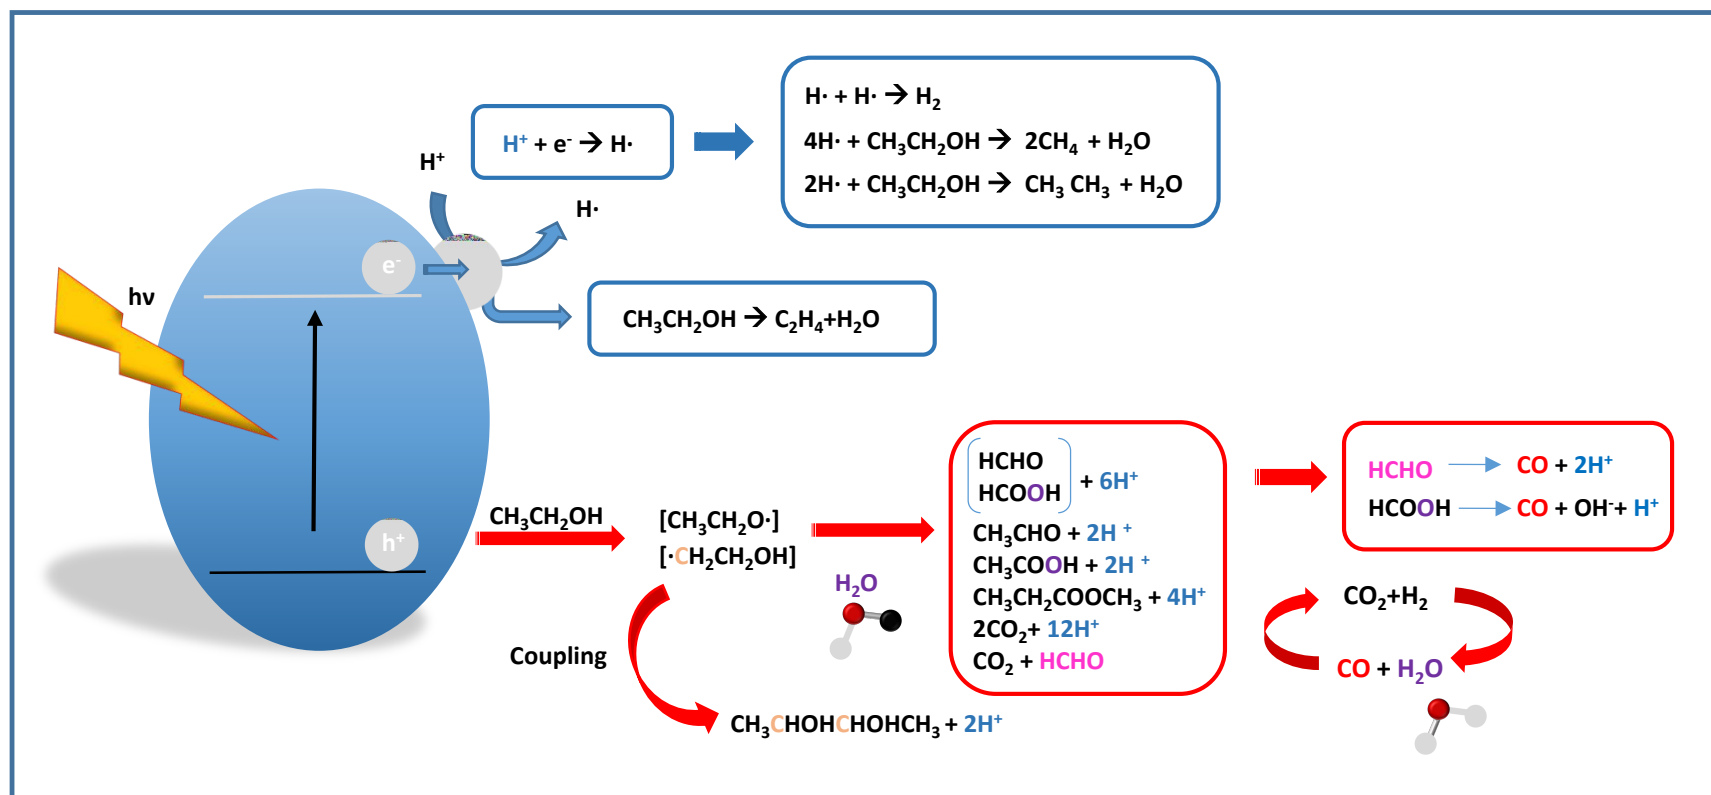 H⁺ + e⁻ → H·
H· + H· → H₂
4H· + CH₃CH₂OH → 2CH₄ + H₂O
2H· + CH₃CH₂OH → CH₃ CH₃ + H₂O
H⁺
H·
e⁻
hν
CH₃CH₂OH → C₂H₄+H₂O
h⁺
CH₃CH₂OH
[CH₃CH₂O·]
[·CH₂CH₂OH]
H₂O
Coupling
CH₃CHOHCHOHCH₃ + 2H⁺
HCHO
HCOOH + 6H⁺
CH₃CHO + 2H ⁺
CH₃COOH + 2H ⁺
CH₃CH₂COOCH₃ + 4H⁺
2CO₂+ 12H⁺
CO₂ + HCHO
HCHO → CO + 2H⁺
HCOOH → CO + OH⁻+ H⁺
CO₂+H₂
CO + H₂O